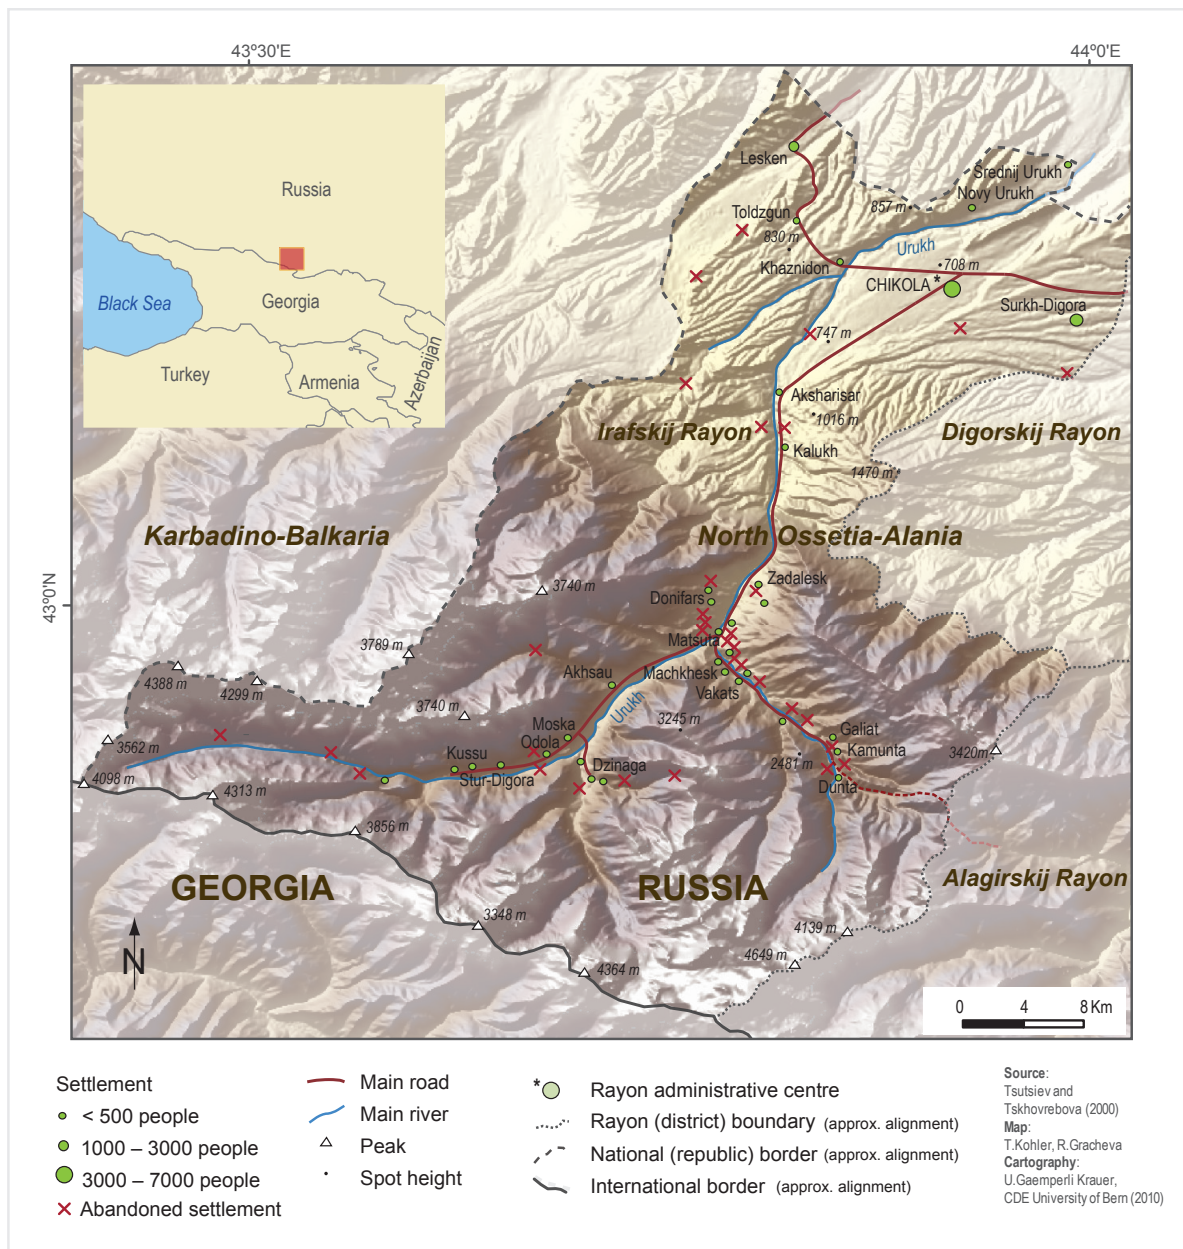 43º30'E
44º0'E
43º0'N
Russia
Black Sea
Georgia
Turkey
Armenia
Azerbaijan
Lesken
Srednij Urukh
Novy Urukh
857 m
Toldzgun
830 m
Urukh
Khaznidon
708 m
CHIKOLA *
Surkh-Digora
747 m
Aksharisar
1016 m
Irafskij Rayon
Digorskij Rayon
Kalukh
1470 m
Karbadino-Balkaria
North Ossetia-Alania
3740 m
Zadalesk
Donifars
3789 m
Matsuta
4388 m
4299 m
Akhsau
Machkhesk
Vakats
Urukh
3740 m
3245 m
Moska
Odola
Galiat
3562 m
Kussu
Kamunta
3420m
Stur-Digora
Dzinaga
2481 m
Dunta
4098 m
4313 m
3856 m
GEORGIA
RUSSIA
Alagirskij Rayon
3348 m
4139 m
4649 m
4364 m
N
0 4 8 Km
Settlement
< 500 people
1000 – 3000 people
3000 – 7000 people
Abandoned settlement
Main road
Main river
Peak
Spot height
* Rayon administrative centre
Rayon (district) boundary (approx. alignment)
National (republic) border (approx. alignment)
International border (approx. alignment)
Source:
Tsutsiev and
Tskhovrebova (2000)
Map:
T.Kohler, R.Gracheva
Cartography:
U.Gaemperli Krauer,
CDE University of Bern (2010)